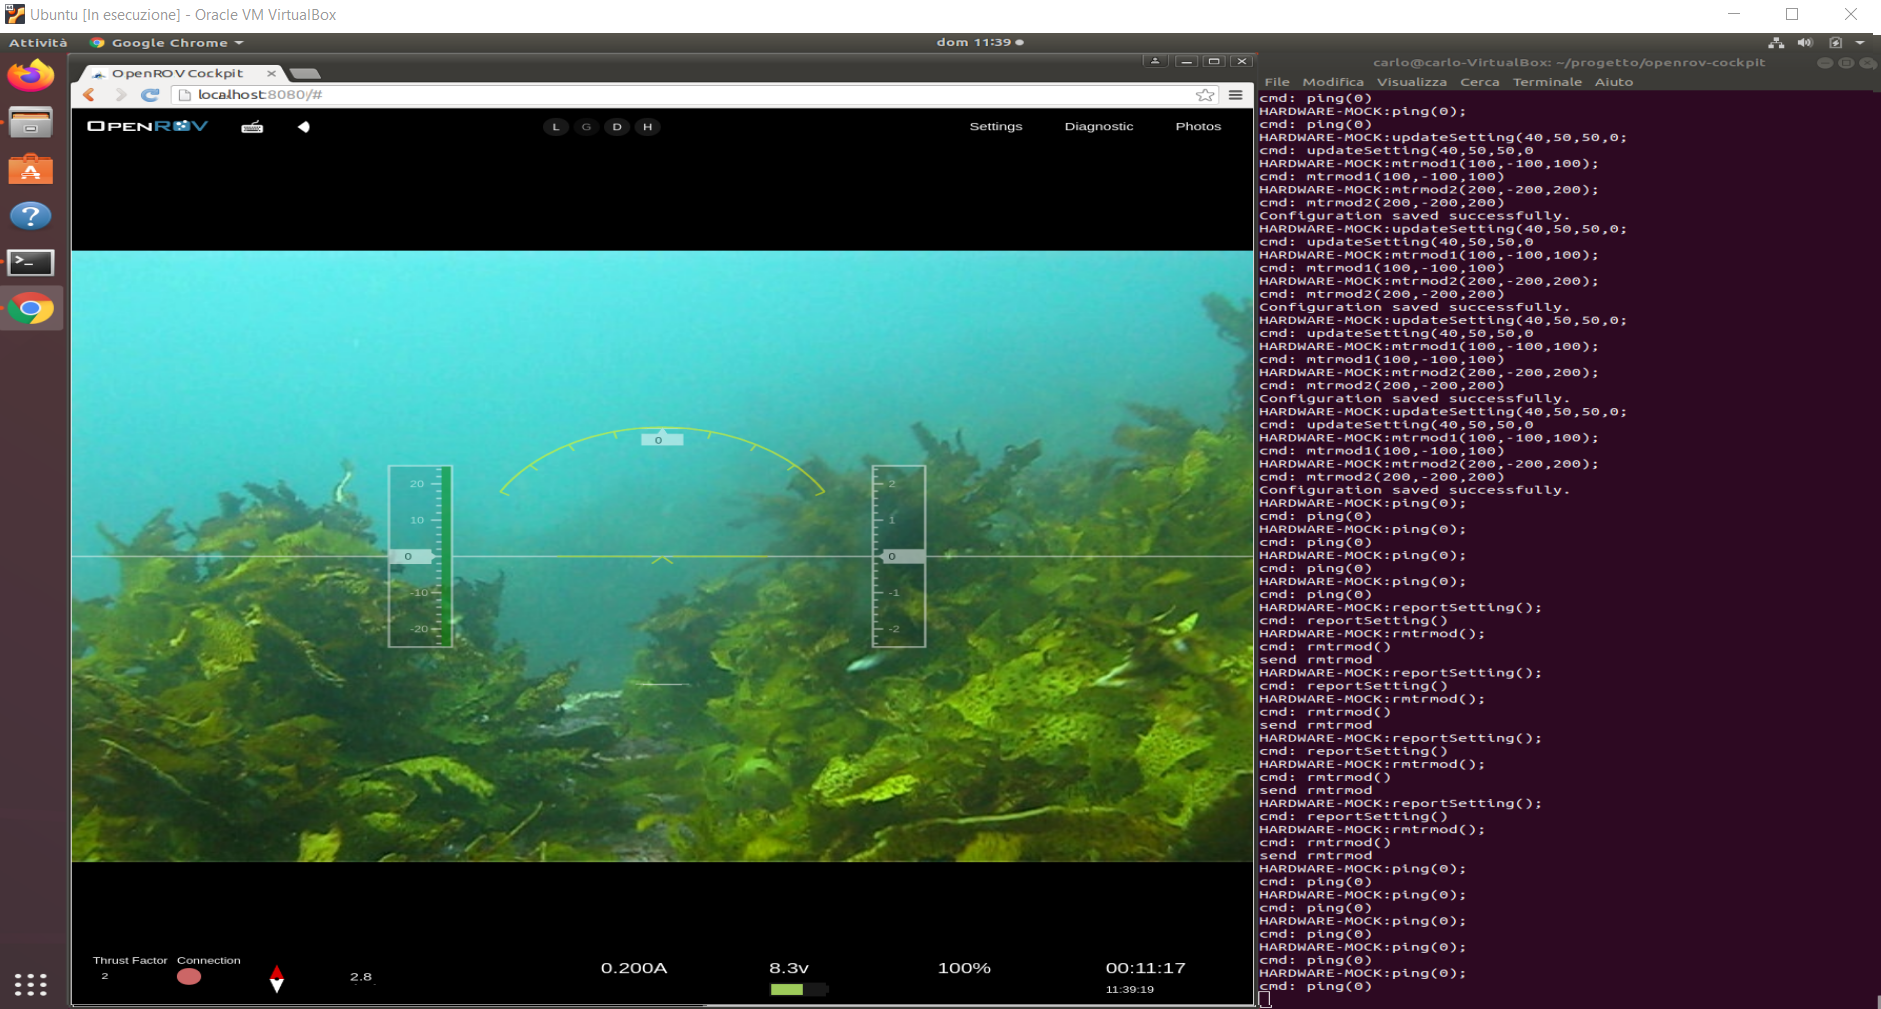 Ubuntu [In esecuzione] - Oracle VM VirtualBox
Attività Google Chrome dom 11:39
OpenROV Cockpit
localhost:8080/#
OPENROV L G D H Settings Diagnostic Photos
0
20
10
0
-10
-20
2
1
0
-1
-2
Thrust Factor Connection
2
2.8
0.200A 8.3v 100% 00:11:17
11:39:19
carlo@carlo-VirtualBox: ~/progetto/openrov-cockpit
File Modifica Visualizza Cerca Terminale Aiuto
cmd: ping(0)
HARDWARE-MOCK:ping(0);
cmd: ping(0)
HARDWARE-MOCK:updateSetting(40,50,50,0;
cmd: updateSetting(40,50,50,0
HARDWARE-MOCK:mtrmod1(100,-100,100);
cmd: mtrmod1(100,-100,100)
HARDWARE-MOCK:mtrmod2(200,-200,200);
cmd: mtrmod2(200,-200,200)
Configuration saved successfully.
HARDWARE-MOCK:updateSetting(40,50,50,0;
cmd: updateSetting(40,50,50,0
HARDWARE-MOCK:mtrmod1(100,-100,100);
cmd: mtrmod1(100,-100,100)
HARDWARE-MOCK:mtrmod2(200,-200,200);
cmd: mtrmod2(200,-200,200)
Configuration saved successfully.
HARDWARE-MOCK:updateSetting(40,50,50,0;
cmd: updateSetting(40,50,50,0
HARDWARE-MOCK:mtrmod1(100,-100,100);
cmd: mtrmod1(100,-100,100)
HARDWARE-MOCK:mtrmod2(200,-200,200);
cmd: mtrmod2(200,-200,200)
Configuration saved successfully.
HARDWARE-MOCK:updateSetting(40,50,50,0;
cmd: updateSetting(40,50,50,0
HARDWARE-MOCK:mtrmod1(100,-100,100);
cmd: mtrmod1(100,-100,100)
HARDWARE-MOCK:mtrmod2(200,-200,200);
cmd: mtrmod2(200,-200,200)
Configuration saved successfully.
HARDWARE-MOCK:ping(0);
cmd: ping(0)
HARDWARE-MOCK:ping(0);
cmd: ping(0)
HARDWARE-MOCK:ping(0);
cmd: ping(0)
HARDWARE-MOCK:ping(0);
cmd: ping(0)
HARDWARE-MOCK:reportSetting();
cmd: reportSetting()
HARDWARE-MOCK:rmtrmod();
cmd: rmtrmod()
send rmtrmod
HARDWARE-MOCK:reportSetting();
cmd: reportSetting()
HARDWARE-MOCK:rmtrmod();
cmd: rmtrmod()
send rmtrmod
HARDWARE-MOCK:reportSetting();
cmd: reportSetting()
HARDWARE-MOCK:rmtrmod();
cmd: rmtrmod()
send rmtrmod
HARDWARE-MOCK:reportSetting();
cmd: reportSetting()
HARDWARE-MOCK:rmtrmod();
cmd: rmtrmod()
send rmtrmod
HARDWARE-MOCK:ping(0);
cmd: ping(0)
HARDWARE-MOCK:ping(0);
cmd: ping(0)
HARDWARE-MOCK:ping(0);
cmd: ping(0)
HARDWARE-MOCK:ping(0);
cmd: ping(0)
HARDWARE-MOCK:ping(0);
cmd: ping(0)